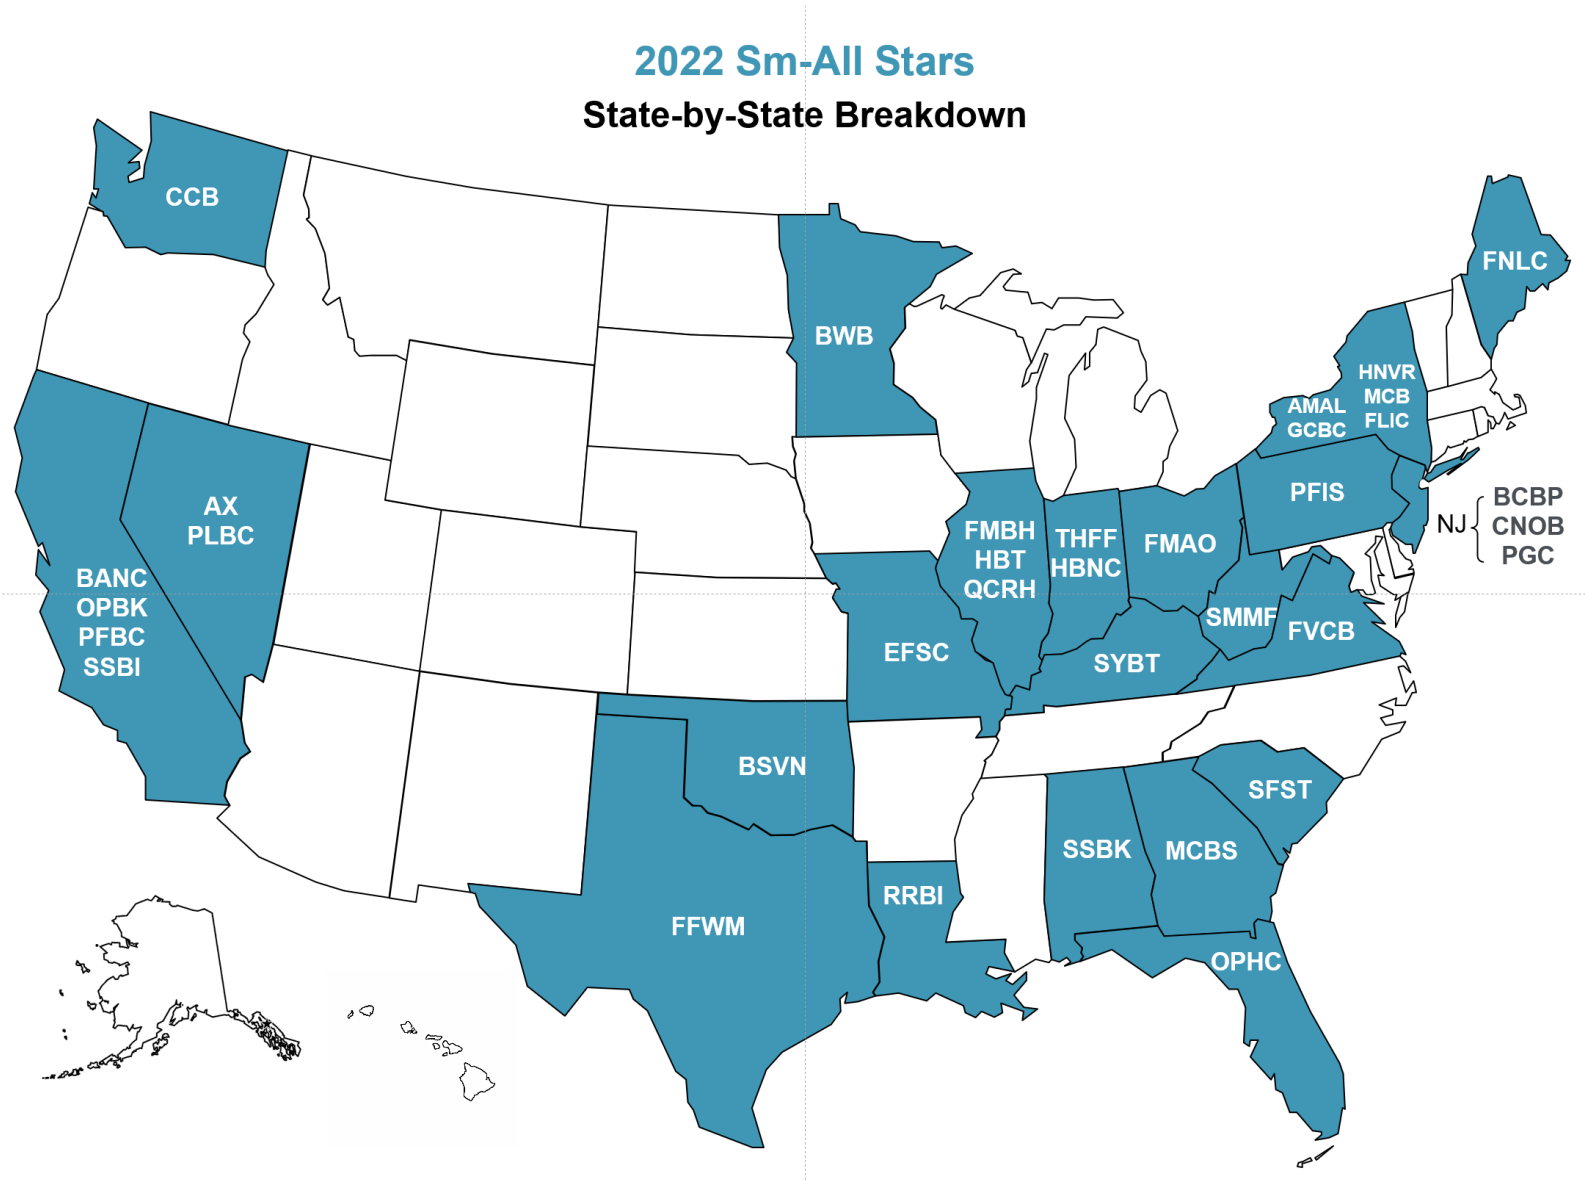 2022 Sm-All Stars
State-by-State Breakdown
CCB
FNLC
BWB
HNVR
MCB
FLIC
AMAL
GCBC
PFIS
NJ
BCBP
CNOB
PGC
AX
PLBC
FMBH
HBT
QCRH
THFF
HBNC
FMAO
BANC
OPBK
PFBC
SSBI
SMMF
FVCB
EFSC
SYBT
BSVN
SFST
SSBK
MCBS
RRBI
FFWM
OPHC